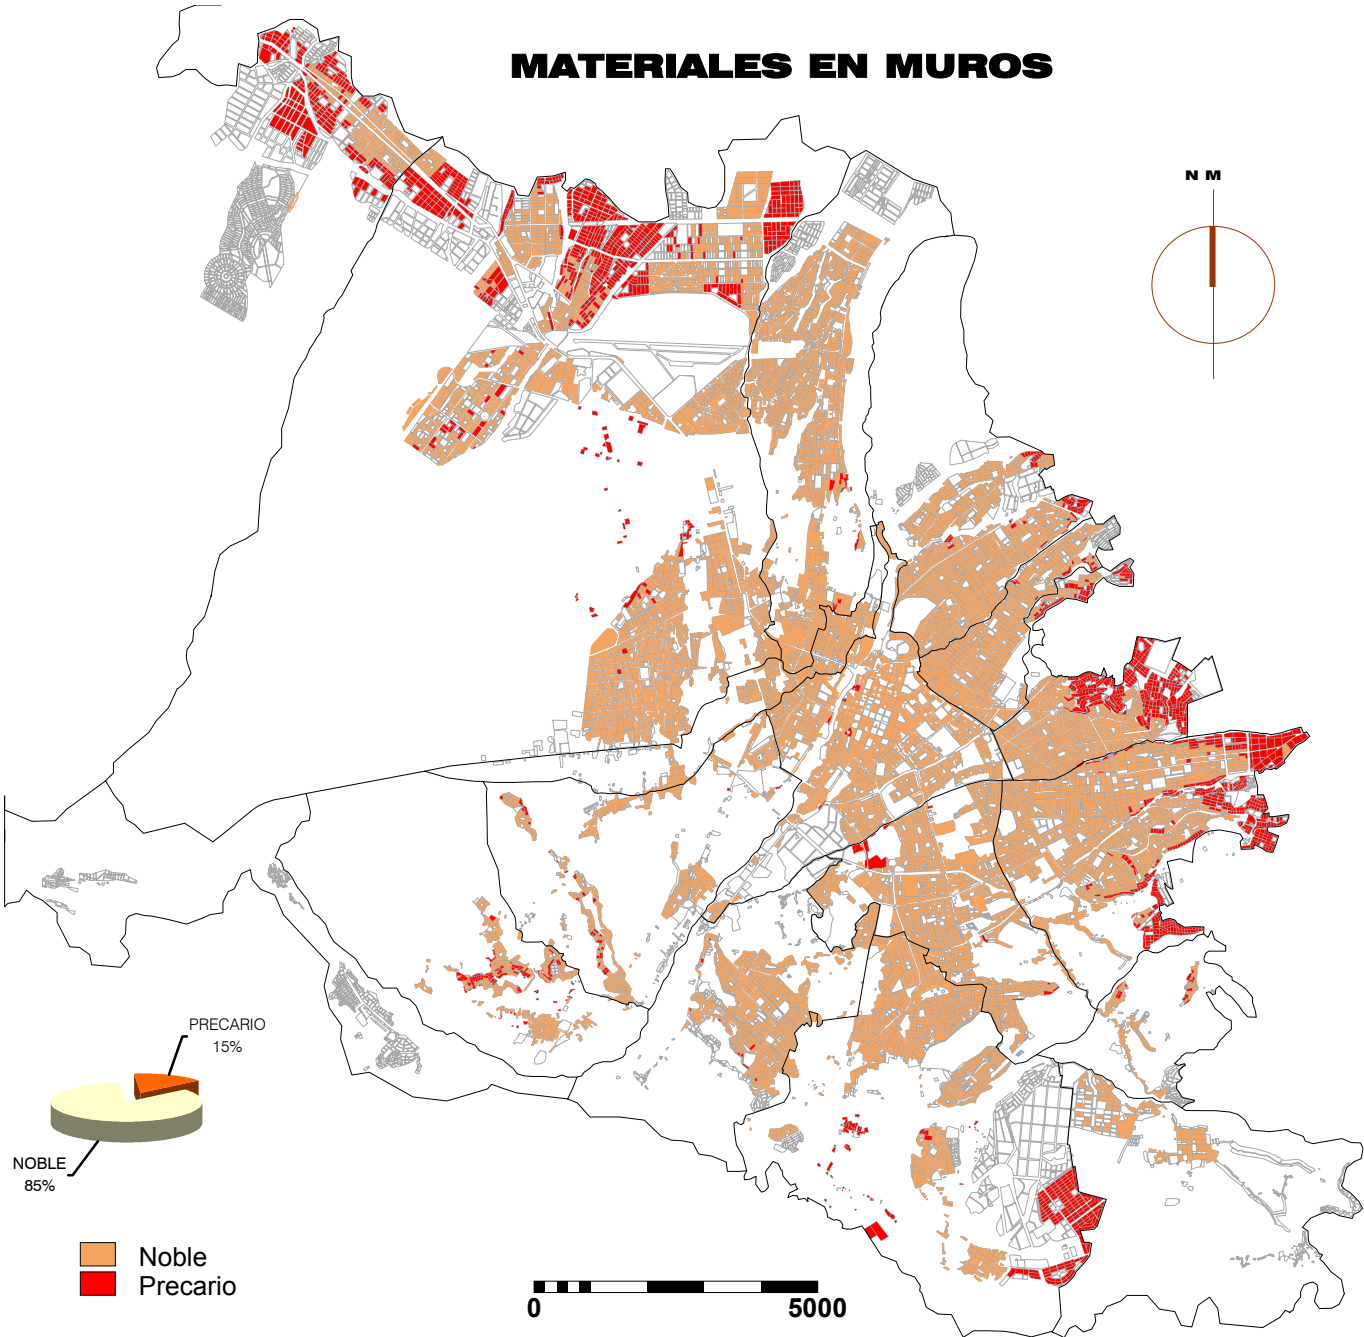 MATERIALES EN MUROS
N M
PRECARIO
15%
NOBLE
85%
Noble
Precario
0 5000